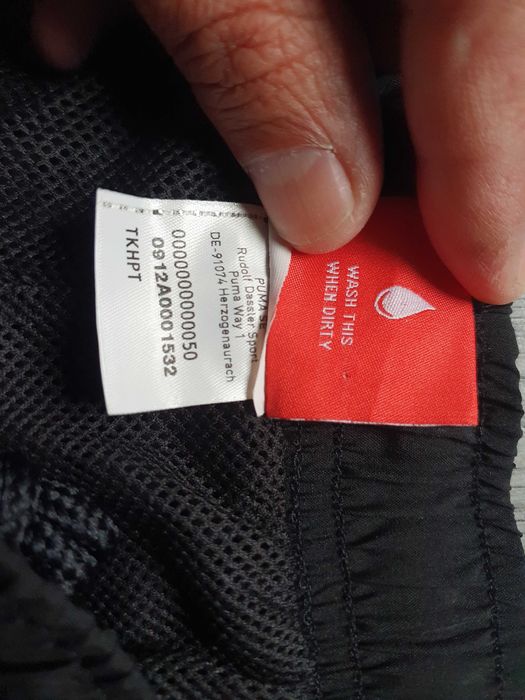 PUMA SE
Rudolf Dassler Sport
Puma Way 1
DE-91074 Herzogenaurach
000000000050
0912A0001532
TKHPT
WASH THIS
WHEN DIRTY